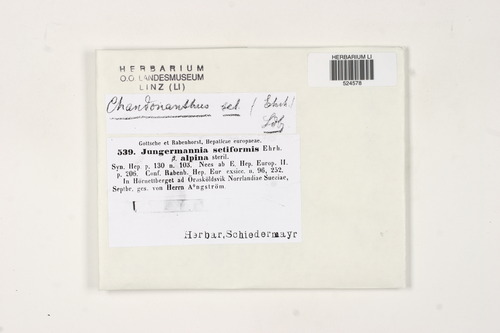 HERBARIUM
O.Ö. LANDESMUSEUM
LINZ (LI)
HERBARIUM LI
524578
Chandonanthus set. (Ehrh.)
Gottsche et Rabenhorst, Hepaticae europaeae.
539. Jungermannia setiformis Ehrh.
β. alpina steril.
Syn. Hep. p. 130 n. 103. Nees ab E. Hep. Europ. II.
p. 206. Conf. Rabenh. Hep. Eur. exsicc. n. 96, 252.
In Hörnettberget ad Örnsköldsvik Norrlandiae Sueciae,
Septbr. ges. von Herrn Ångström
Herbar, Schiedermayr